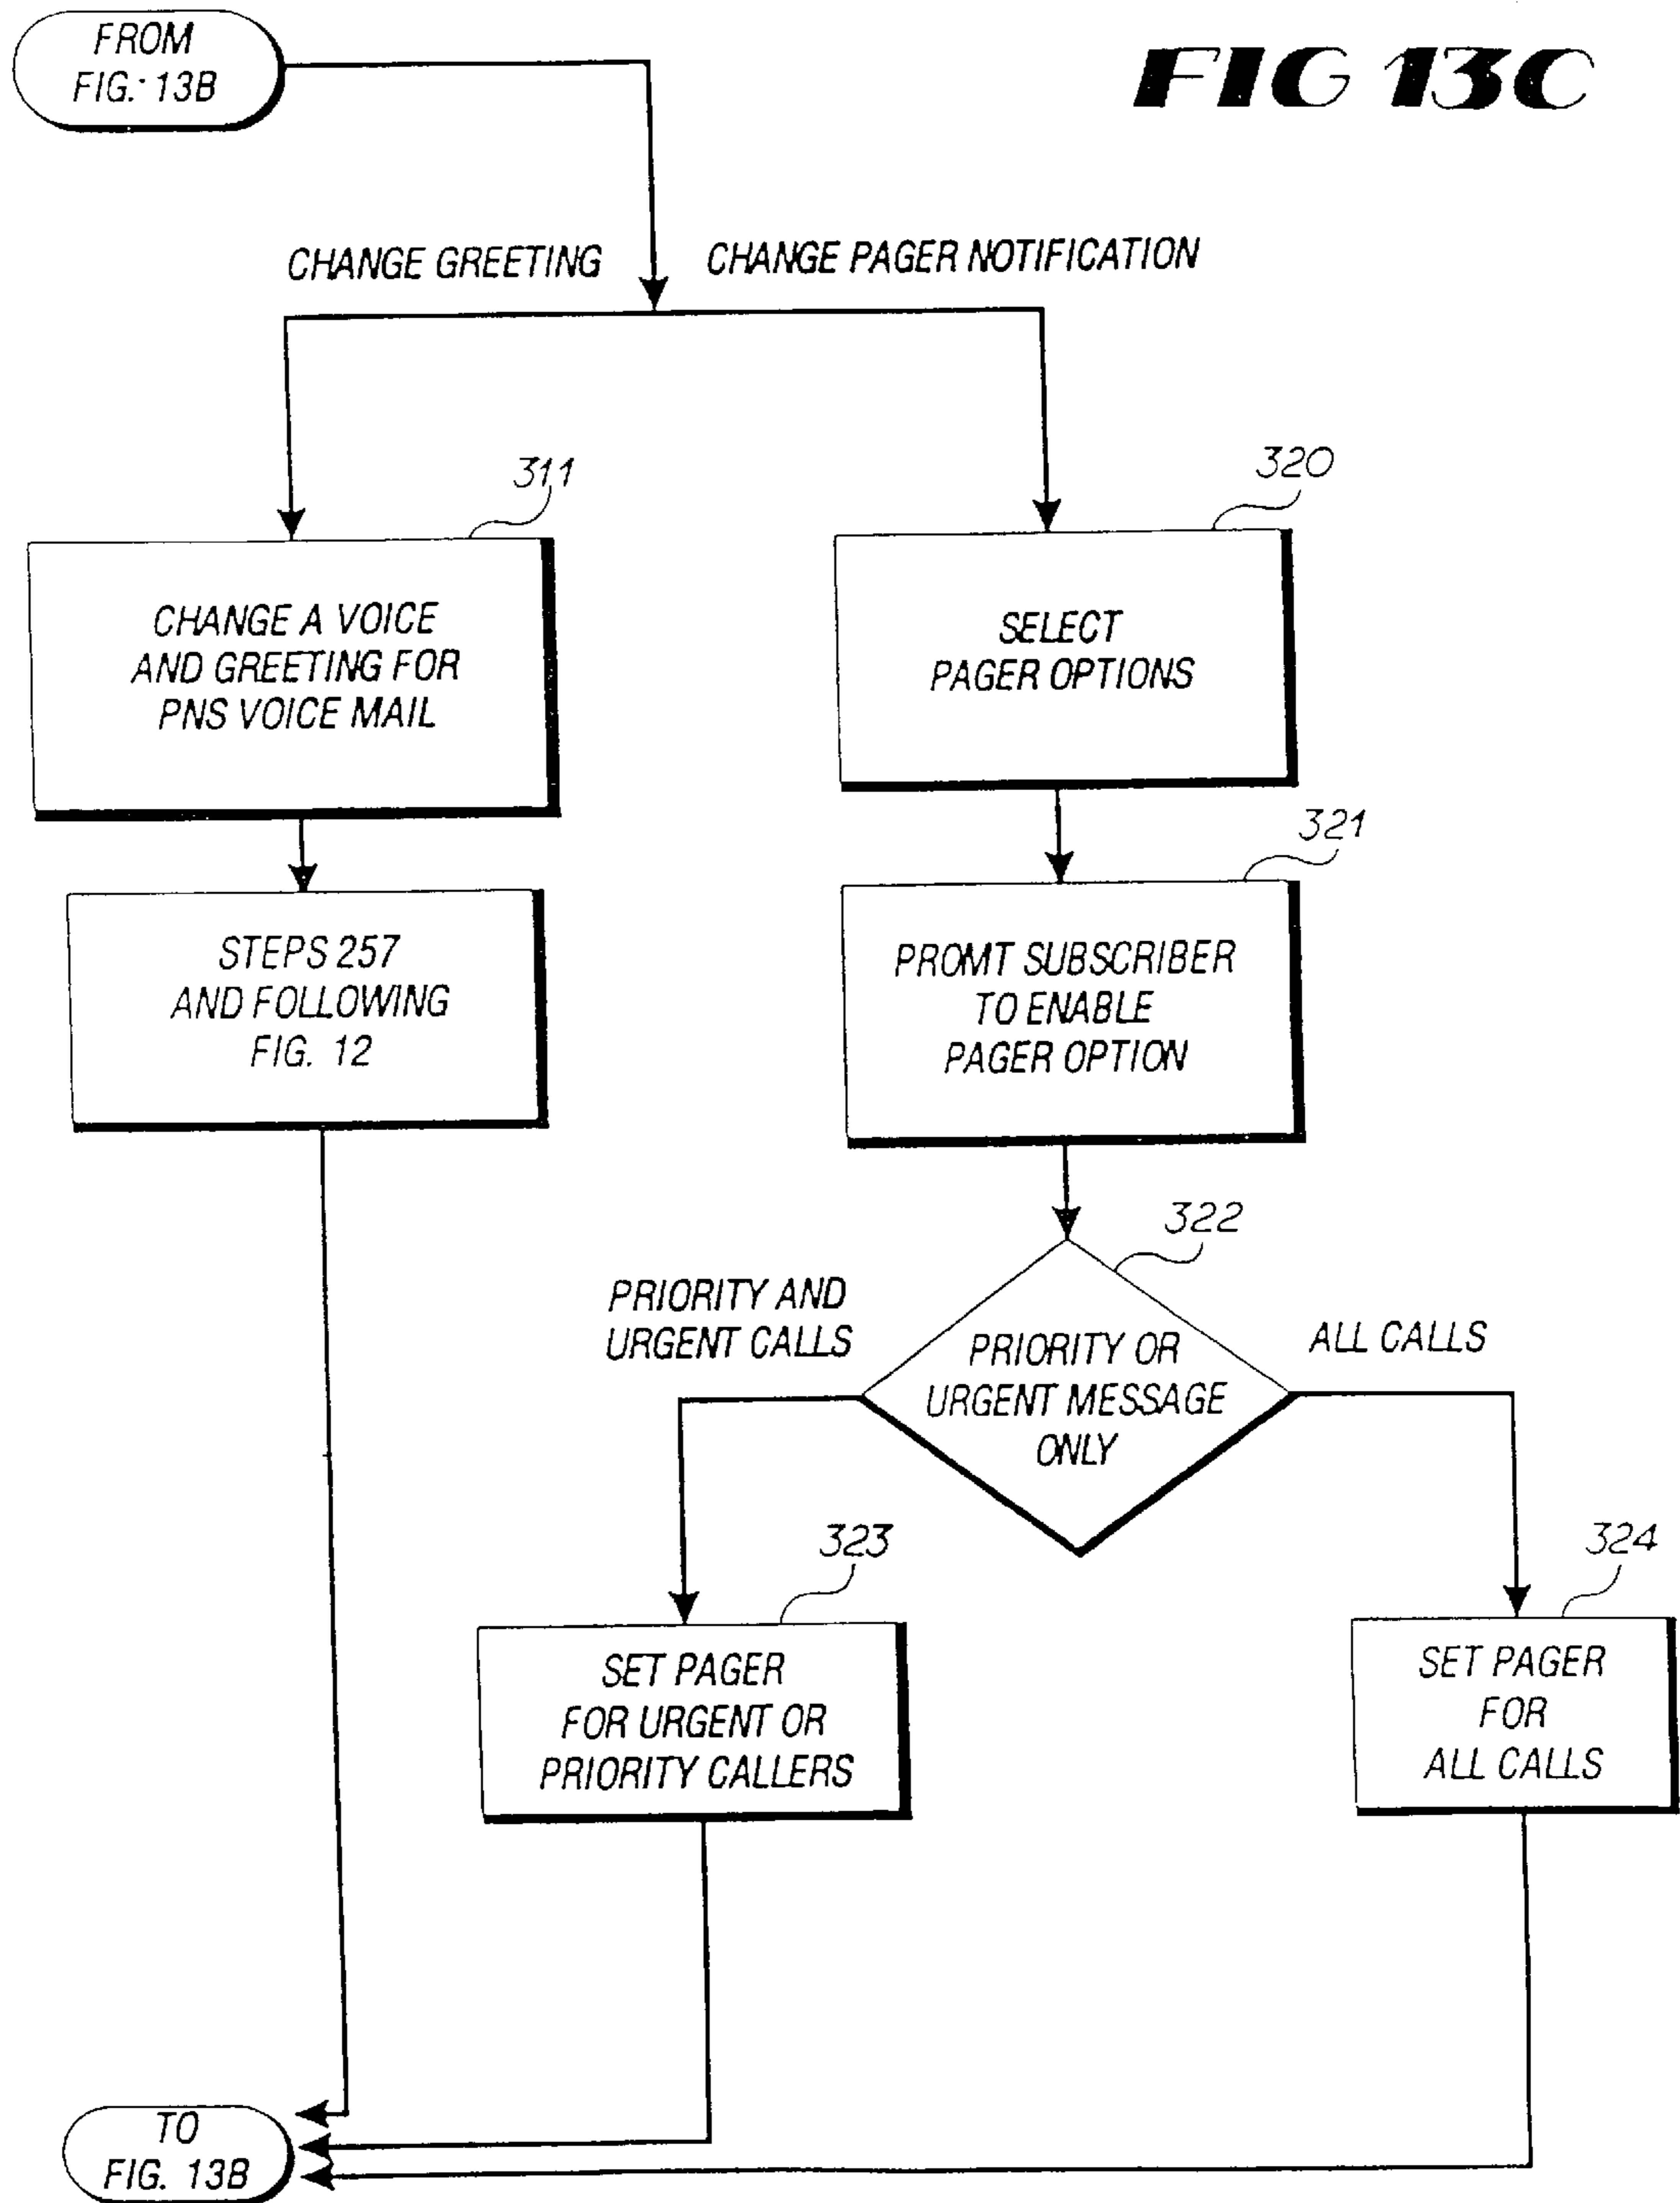 FROM
FIG. 13B
FIG 13C
CHANGE GREETING
CHANGE PAGER NOTIFICATION
311
320
CHANGE A VOICE
AND GREETING FOR
PNS VOICE MAIL
SELECT
PAGER OPTIONS
321
STEPS 257
AND FOLLOWING
FIG. 12
PROMT SUBSCRIBER
TO ENABLE
PAGER OPTION
322
PRIORITY AND
URGENT CALLS
PRIORITY OR
URGENT MESSAGE
ONLY
ALL CALLS
323
324
SET PAGER
FOR URGENT OR
PRIORITY CALLERS
SET PAGER
FOR
ALL CALLS
TO
FIG. 13B